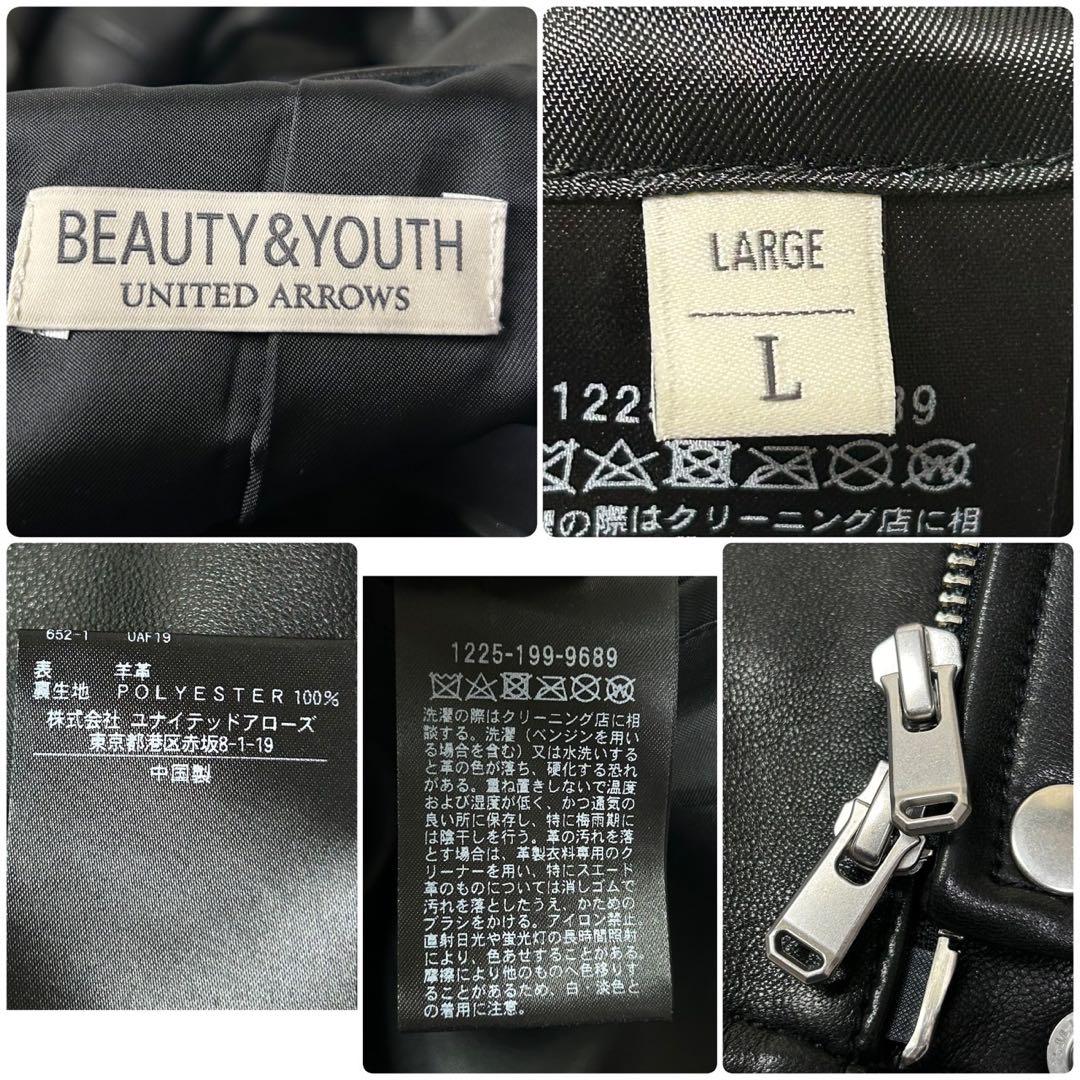 BEAUTY&YOUTH
UNITED ARROWS
LARGE
L
122
39
の際はクリーニング店に相
652-1 UAF19
表 羊革
裏生地 POLYESTER 100%
株式会社 ユナイテッドアローズ
東京都港区赤坂8-1-19
中国製
1225-199-9689
洗濯の際はクリーニング店に相
談する。洗濯(ベンジンを用い
る場合を含む)又は水洗いする
と革の色が落ち、硬化する恐れ
がある。重ね置きしないで温度
および湿度が低く、かつ通気の
良い所に保存し、特に梅雨期に
は陰干しを行う。革の汚れを落
とす場合は、革製衣料専用のク
リーナーを用い、特にスエード
革のものについては消しゴムで
汚れを落としたうえ、かための
ブラシをかける。アイロン禁止
直射日光や蛍光灯の長時間照射
により、色あせすることがある。
摩擦により他のものへ色移りす
ることがあるため、白・淡色と
の着用に注意。